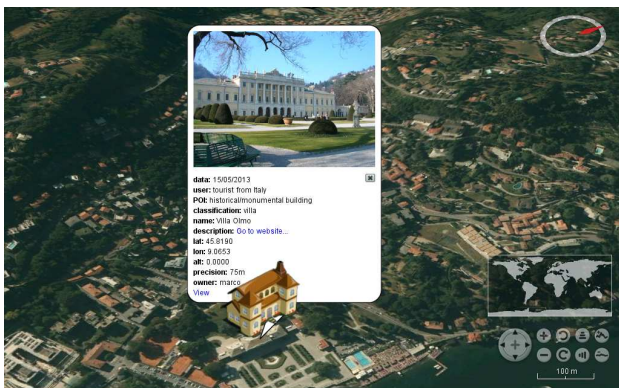 data: 15/05/2013
user: tourist from Italy
POI: historical/monumental building
classification: villa
name: Villa Olmo
description: Go to website...
lat: 45.8190
lon: 9.0653
alt: 0.0000
precision: 75m
owner: marco
View
100 m